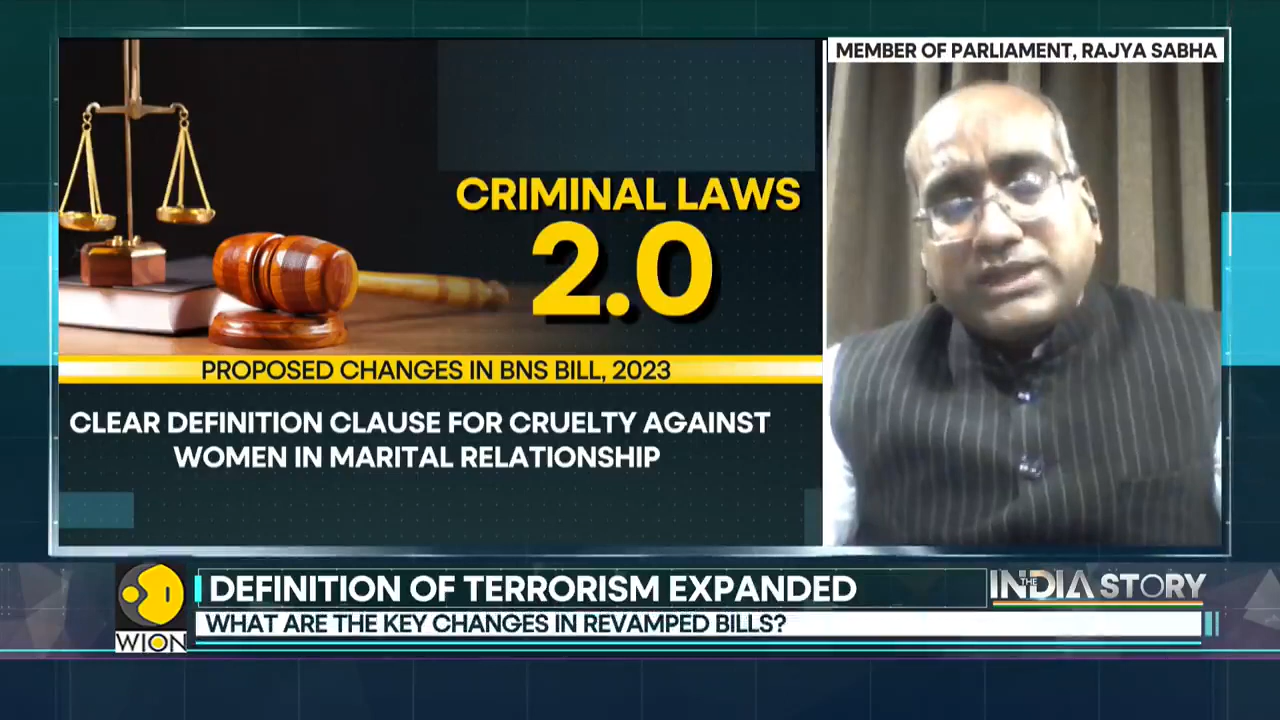 MEMBER OF PARLIAMENT, RAJYA SABHA
CRIMINAL LAWS
2.0
PROPOSED CHANGES IN BNS BILL, 2023
CLEAR DEFINITION CLAUSE FOR CRUELTY AGAINST
WOMEN IN MARITAL RELATIONSHIP
DEFINITION OF TERRORISM EXPANDED
THE INDIA STORY
WHAT ARE THE KEY CHANGES IN REVAMPED BILLS?
WION